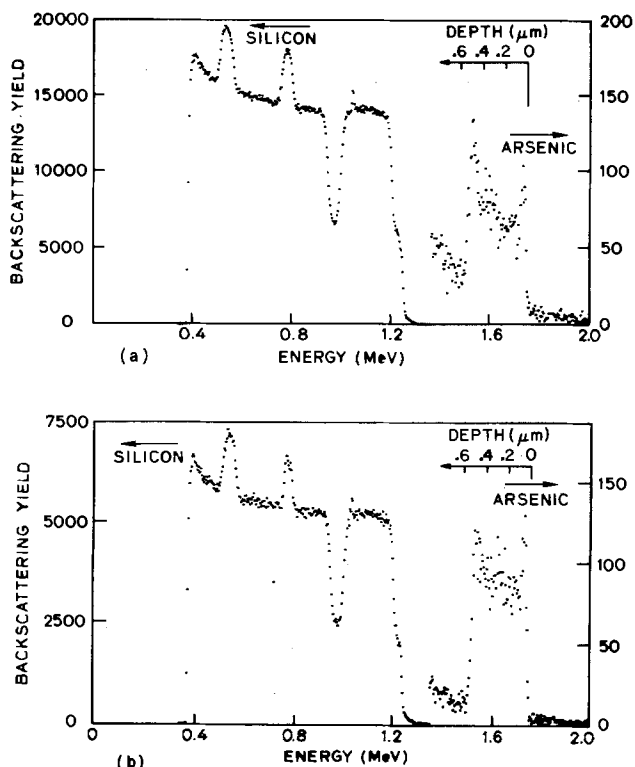 20000
15000
10000
5000
0
BACKSCATTERING YIELD
SILICON
DEPTH (μm)
.6 .4 .2 0
200
150
100
50
0
ARSENIC
0.4 0.8 1.2 1.6 2.0
(a) ENERGY (MeV)
7500
5000
2500
0
BACKSCATTERING YIELD
SILICON
DEPTH (μm)
.6 .4 .2 0
150
100
50
0
ARSENIC
0 0.4 0.8 1.2 1.6 2.0
(b) ENERGY (MeV)